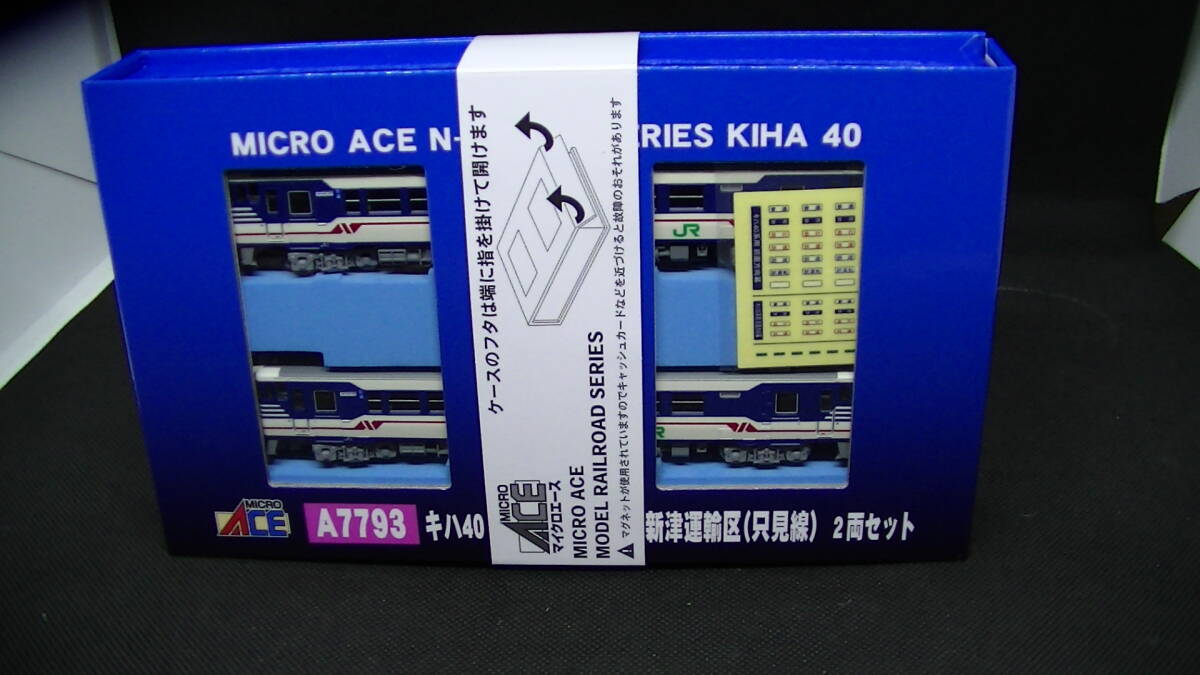 MICRO ACE N-
ERIES KIHA 40
ケースのフタは端に指を掛けて開けます
MICRO
ACE
マイクロエース
MICRO ACE
MODEL RAILROAD SERIES
⚠マグネットが使用されていますのでキャッシュカードなどを近づけると故障のおそれがあります
JR
JR
MICRO
ACE
A7793
キハ40
新津運輸区(只見線) 2両セット